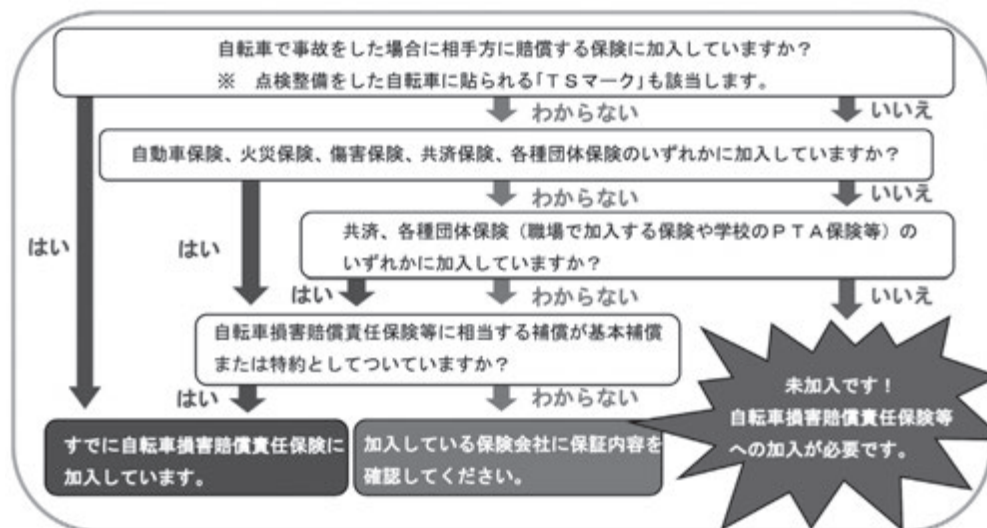 自転車で事故をした場合に相手方に賠償する保険に加入していますか？
※　点検整備をした自転車に貼られる「ＴＳマーク」も該当します。
わからない
いいえ
自動車保険、火災保険、傷害保険、共済保険、各種団体保険のいずれかに加入していますか？
わからない
いいえ
はい
はい
共済、各種団体保険（職場で加入する保険や学校のＰＴＡ保険等）の
いずれかに加入していますか？
はい
わからない
いいえ
自転車損害賠償責任保険等に相当する補償が基本補償
または特約としてついていますか？
はい
わからない
すでに自転車損害賠償責任保険に
加入しています。
加入している保険会社に保証内容を
確認してください。
未加入です！
自転車損害賠償責任保険等
への加入が必要です。